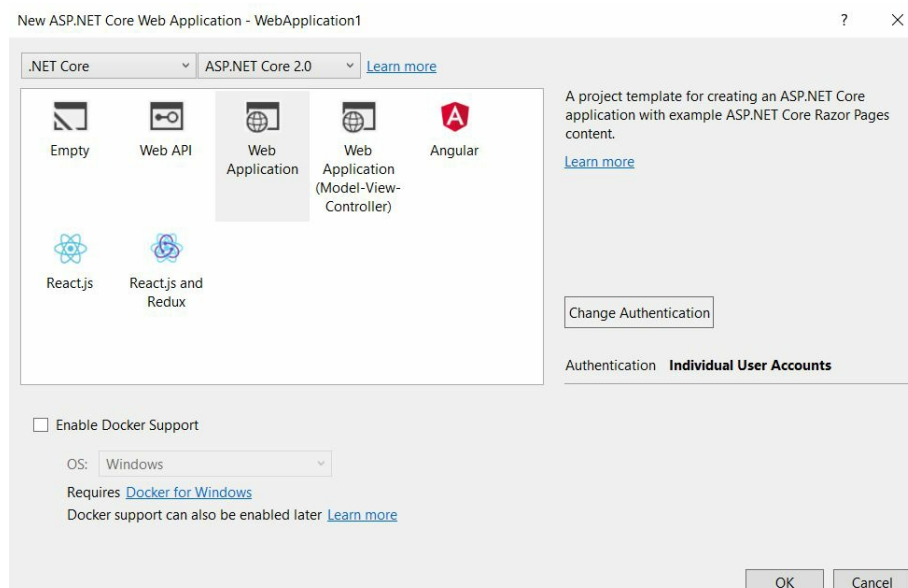 New ASP.NET Core Web Application - WebApplication1
?
.NET Core
ASP.NET Core 2.0
Learn more
Empty
Web API
Web
Application
Web
Application
(Model-View-
Controller)
Angular
React.js
React.js and
Redux
A project template for creating an ASP.NET Core
application with example ASP.NET Core Razor Pages
content.
Learn more
Change Authentication
Authentication Individual User Accounts
Enable Docker Support
OS: Windows
Requires Docker for Windows
Docker support can also be enabled later Learn more
OK
Cancel